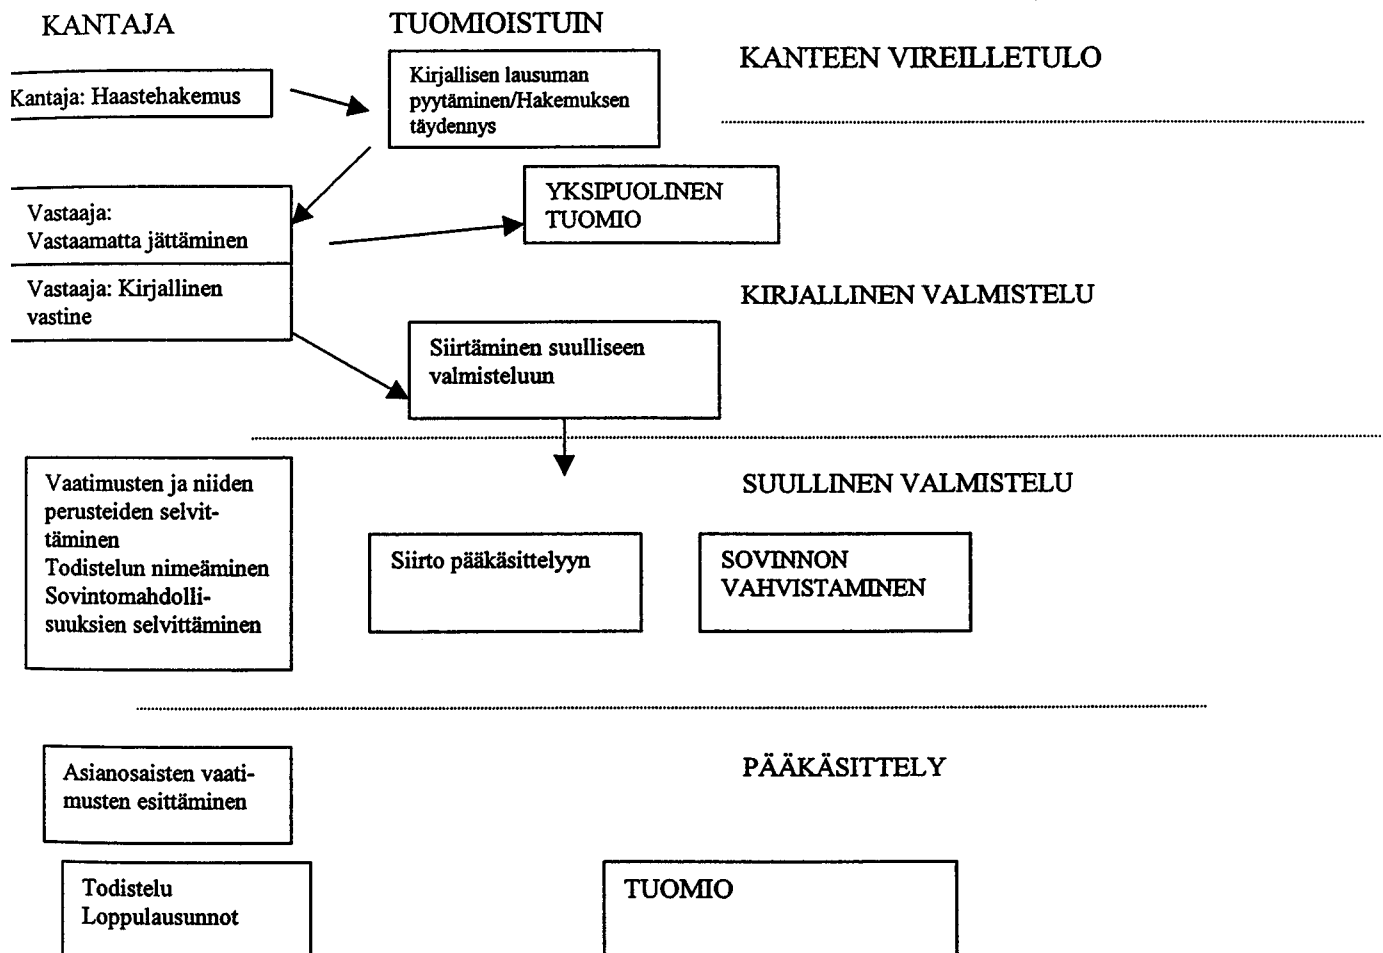 KANTAJA
TUOMIOISTUIN
KANTEEN VIREILLETULO
Kantaja: Haastehakemus
Kirjallisen lausuman
pyytäminen/Hakemuksen
täydennys
YKSIPUOLINEN
TUOMIO
Vastaaja:
Vastaamatta jättäminen
Vastaaja: Kirjallinen
vastine
KIRJALLINEN VALMISTELU
Siirtäminen suulliseen
valmisteluun
Vaatimusten ja niiden
perusteiden selvit-
täminen
Todistelun nimeäminen
Sovintomahdolli-
suuksien selvittäminen
SUULLINEN VALMISTELU
Siirto pääkäsittelyyn
SOVINNON
VAHVISTAMINEN
PÄÄKÄSITTELY
Asianosaisten vaati-
musten esittäminen
Todistelu
Loppulausunnot
TUOMIO